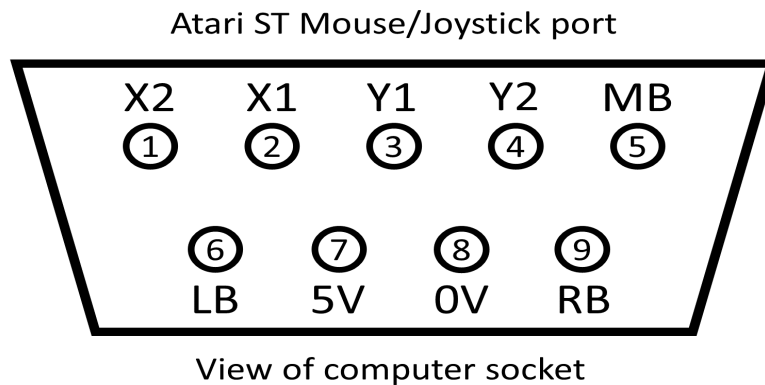 Atari ST Mouse/Joystick port
X2 X1 Y1 Y2 MB
1 2 3 4 5
6 7 8 9
LB 5V 0V RB
View of computer socket